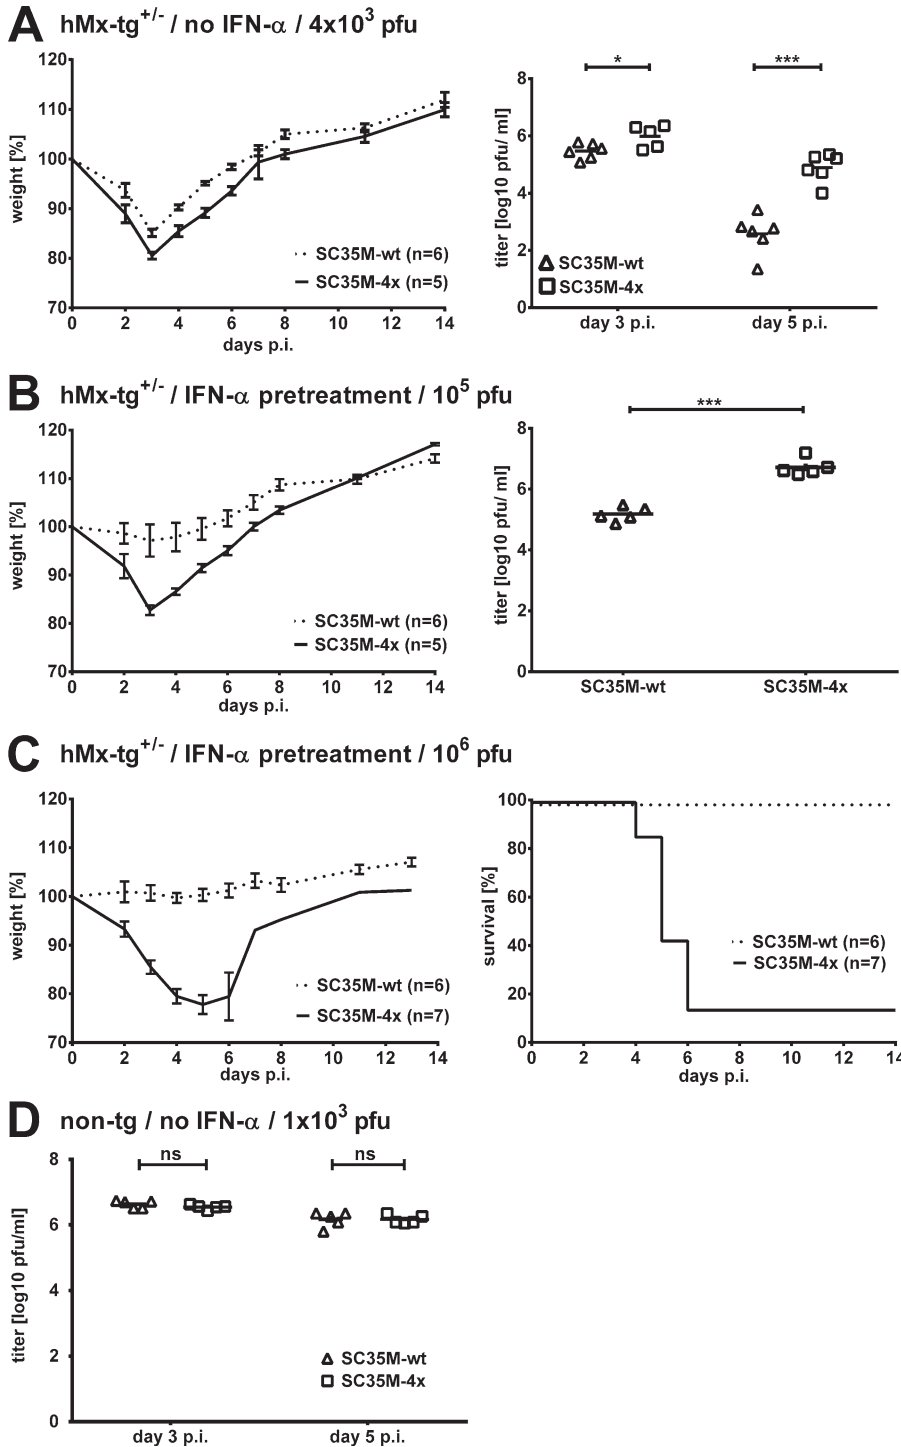 A hMx-tg+/- / no IFN-α / 4x10³ pfu
120
110
100
90
80
70
weight [%]
0 2 4 6 8 10 12 14
days p.i.
SC35M-wt (n=6)
SC35M-4x (n=5)
* ***
8
6
4
2
0
titer [log10 pfu/ ml]
SC35M-wt
SC35M-4x
day 3 p.i. day 5 p.i.
B hMx-tg+/- / IFN-α pretreatment / 10⁵ pfu
120
110
100
90
80
70
weight [%]
0 2 4 6 8 10 12 14
days p.i.
SC35M-wt (n=6)
SC35M-4x (n=5)
***
8
6
4
2
0
titer [log10 pfu/ ml]
SC35M-wt SC35M-4x
C hMx-tg+/- / IFN-α pretreatment / 10⁶ pfu
120
110
100
90
80
70
weight [%]
0 2 4 6 8 10 12 14
days p.i.
SC35M-wt (n=6)
SC35M-4x (n=7)
100
80
60
40
20
0
survival [%]
0 2 4 6 8 10 12 14
days p.i.
SC35M-wt (n=6)
SC35M-4x (n=7)
D non-tg / no IFN-α / 1x10³ pfu
ns ns
8
6
4
2
0
titer [log10 pfu/ml]
SC35M-wt
SC35M-4x
day 3 p.i. day 5 p.i.